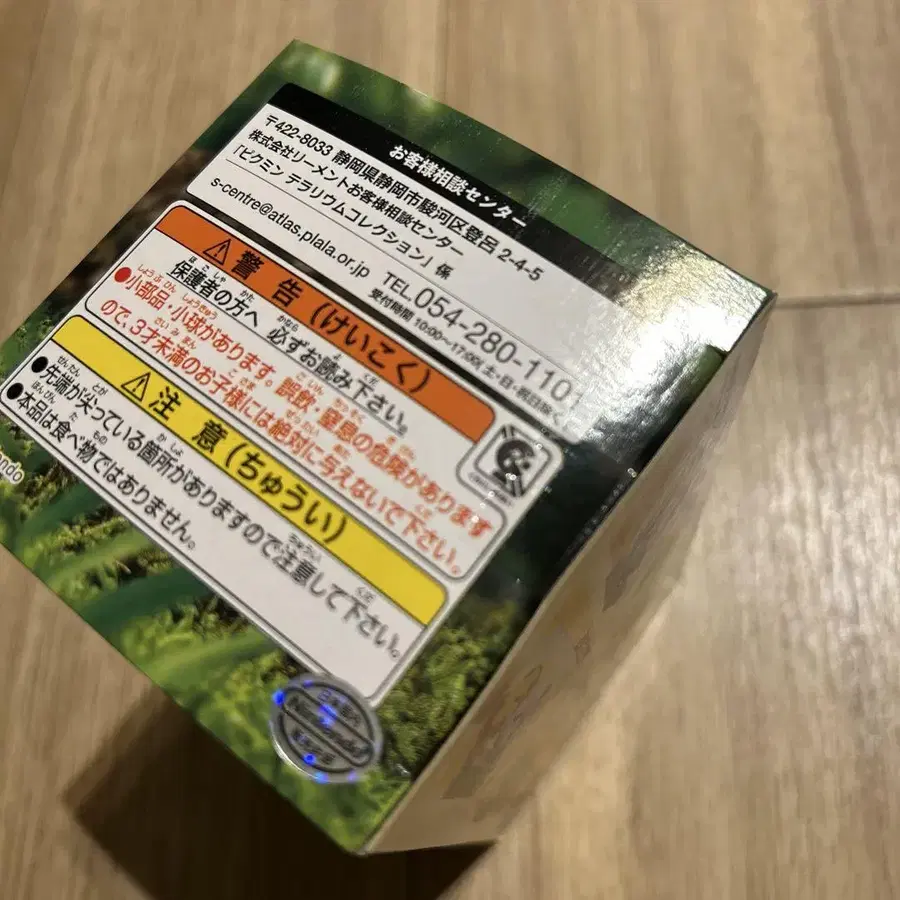 お客様相談センター
〒422-8033 静岡県静岡市駿河区登呂 2-4-5
株式会社リーメントお客様相談センター
「ピクミン テラリウムコレクション」係
s-centre@atlas.plala.or.jp TEL 054-280-1101
受付時間 10:00~17:00(土・日・祝日除く)
警告(けいこく)
保護者の方へ 必ずお読み下さい。
●小部品・小球があります。誤飲・窒息の危険があります
ので、3才未満のお子様には絶対に与えないで下さい。
注意(ちゅうい)
●先端が尖っている箇所がありますので注意して下さい。
●本品は食べ物ではありません。
ndo
Nintendo